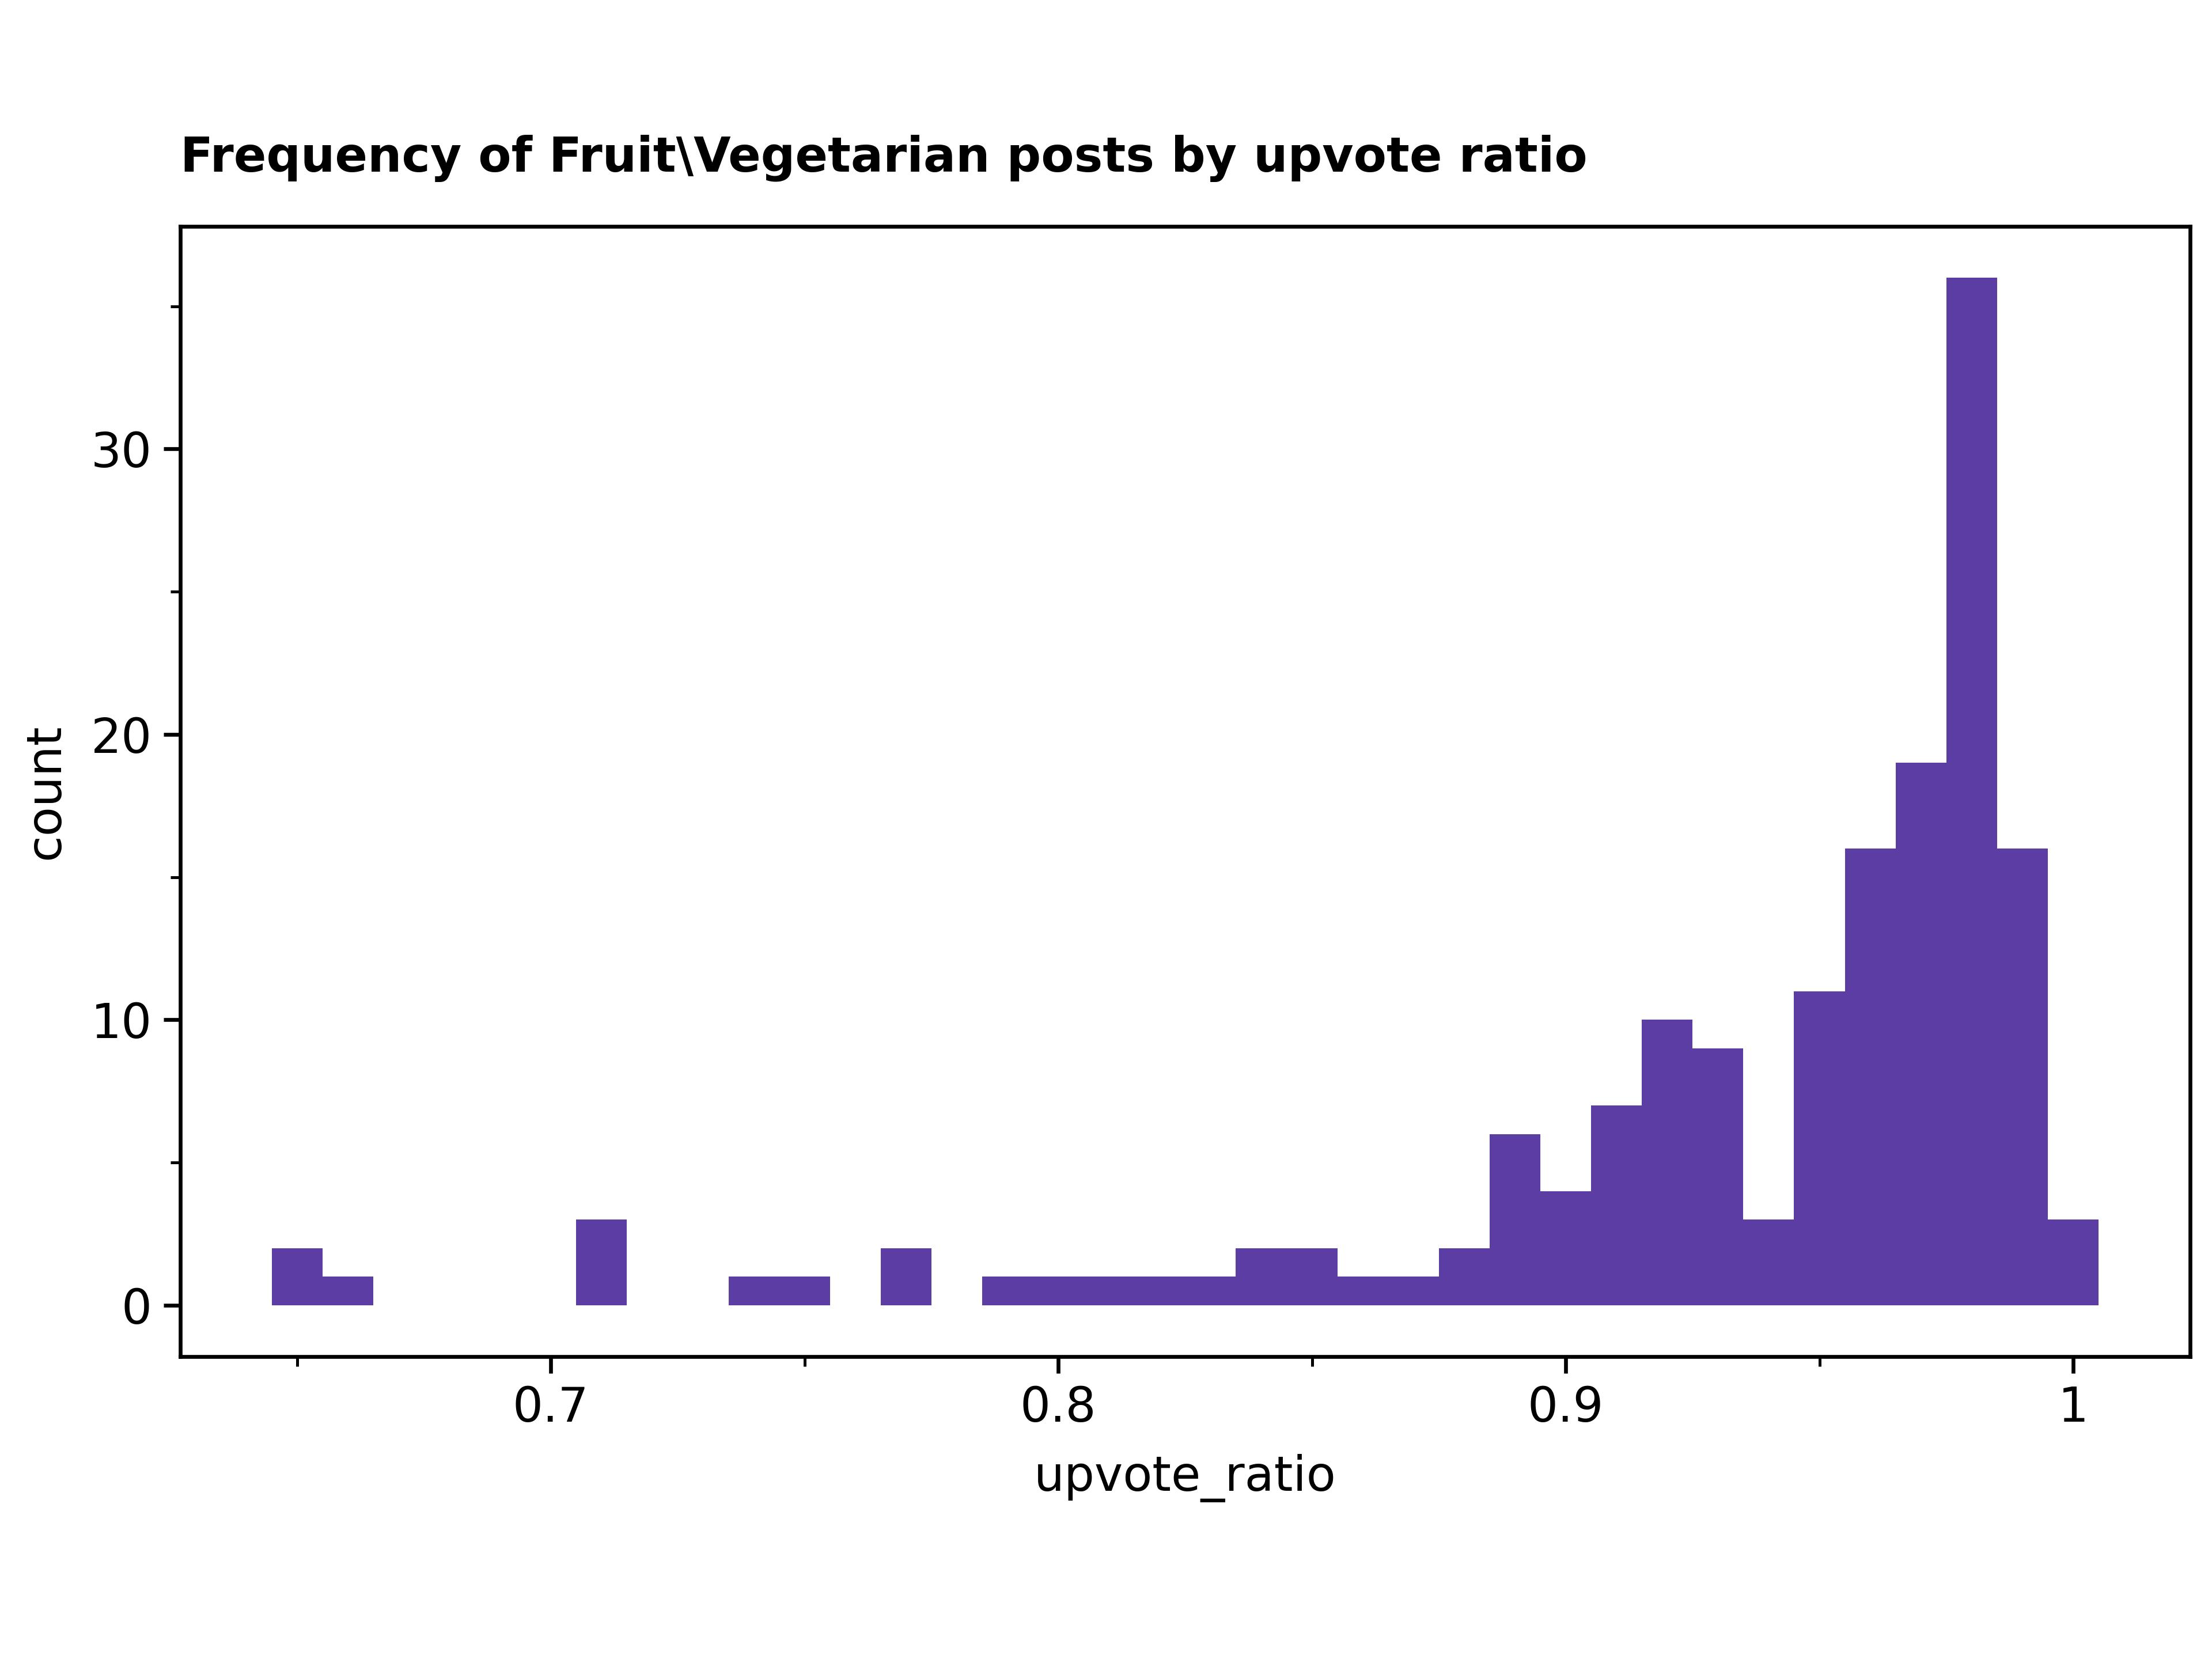 Frequency of Fruit\Vegetarian posts by upvote ratio
30
20
10
0
count
0.7 0.8 0.9 1
upvote_ratio